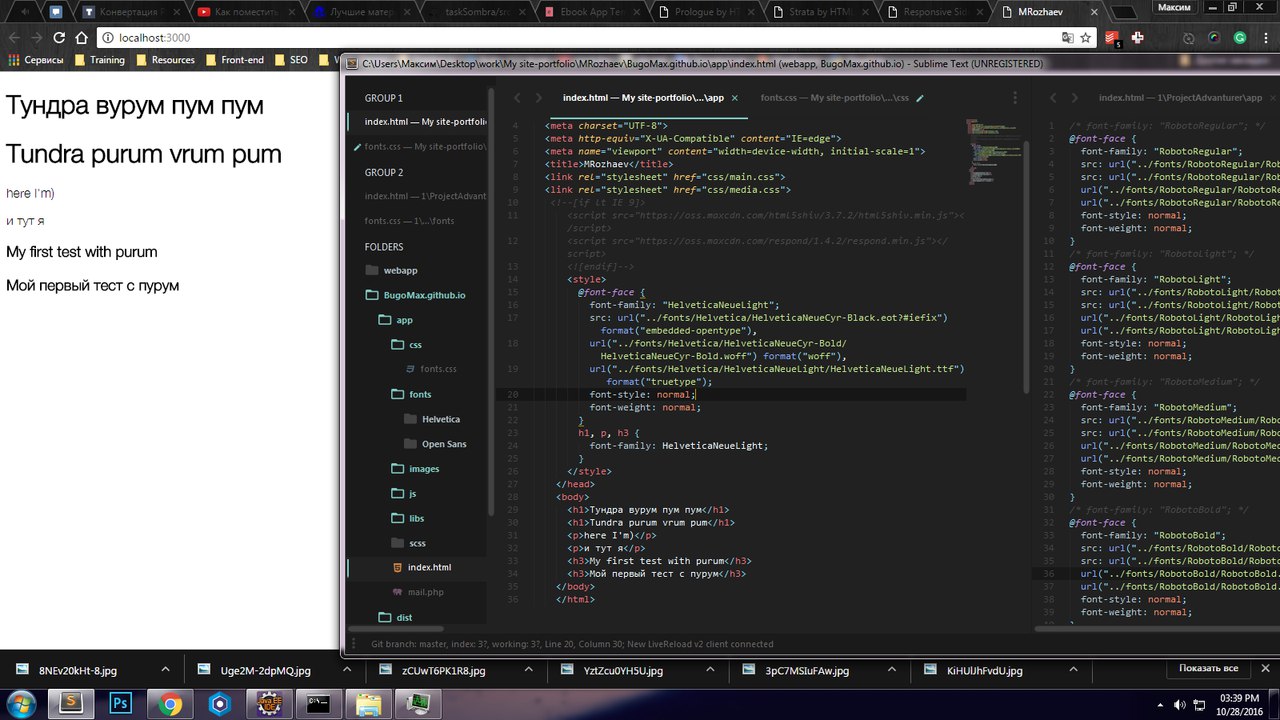 Конвертация
Как поместить
Лучшие матер
taskSombra/src
Ebook App Tem
Prologue by HT
Strata by HTML
Responsive Sid
MRozhaev
Максим
localhost:3000
5
Сервисы
Training
Resources
Front-end
SEO
Тундра вурум пум пум
Tundra purum vrum pum
here I'm)
и тут я
My first test with purum
Мой первый тест с пурум
C:\Users\Максим\Desktop\work\My site-portfolio\MRozhaev\BugoMax.github.io\app\index.html (webapp, BugoMax.github.io) - Sublime Text (UNREGISTERED)
GROUP 1
index.html — My site-portfolio
fonts.css — My site-portfolio\
GROUP 2
index.html — 1\ProjectAdvant
fonts.css — 1\...\fonts
FOLDERS
webapp
BugoMax.github.io
app
css
fonts.css
fonts
Helvetica
Open Sans
images
js
libs
scss
index.html
mail.php
dist
index.html — My site-portfolio\...\app
fonts.css — My site-portfolio\...\css
4 <meta charset="UTF-8">
5 <meta http-equiv="X-UA-Compatible" content="IE=edge">
6 <meta name="viewport" content="width=device-width, initial-scale=1">
7 <title>MRozhaev</title>
8 <link rel="stylesheet" href="css/main.css">
9 <link rel="stylesheet" href="css/media.css">
10 <!--[if lt IE 9]>
11 <script src="https://oss.maxcdn.com/html5shiv/3.7.2/html5shiv.min.js"><
/script>
12 <script src="https://oss.maxcdn.com/respond/1.4.2/respond.min.js"></
script>
13 <![endif]-->
14 <style>
15 @font-face {
16 font-family: "HelveticaNeueLight";
17 src: url("../fonts/Helvetica/HelveticaNeueCyr-Black.eot?#iefix")
format("embedded-opentype"),
18 url("../fonts/Helvetica/HelveticaNeueCyr-Bold/
HelveticaNeueCyr-Bold.woff") format("woff"),
19 url("../fonts/Helvetica/HelveticaNeueLight/HelveticaNeueLight.ttf")
format("truetype");
20 font-style: normal;
21 font-weight: normal;
22 }
23 h1, p, h3 {
24 font-family: HelveticaNeueLight;
25 }
26 </style>
27 </head>
28 <body>
29 <h1>Тундра вурум пум пум</h1>
30 <h1>Tundra purum vrum pum</h1>
31 <p>here I'm)</p>
32 <p>и тут я</p>
33 <h3>My first test with purum</h3>
34 <h3>Мой первый тест с пурум</h3>
35 </body>
36 </html>
index.html — 1\ProjectAdvanturer\app
1 /* font-family: "RobotoRegular"; */
2 @font-face {
3 font-family: "RobotoRegular";
4 src: url("../fonts/RobotoRegular/Robo
5 url("../fonts/RobotoRegular/RobotoReg
6 url("../fonts/RobotoRegular/RobotoReg
7 url("../fonts/RobotoRegular/RobotoReg
8 font-style: normal;
9 font-weight: normal;
10 }
11 /* font-family: "RobotoLight"; */
12 @font-face {
13 font-family: "RobotoLight";
14 src: url("../fonts/RobotoLight/Roboto
15 src: url("../fonts/RobotoLight/Roboto
16 url("../fonts/RobotoLight/RobotoLight
17 url("../fonts/RobotoLight/RobotoLight
18 font-style: normal;
19 font-weight: normal;
20 }
21 /* font-family: "RobotoMedium"; */
22 @font-face {
23 font-family: "RobotoMedium";
24 src: url("../fonts/RobotoMedium/Robot
25 src: url("../fonts/RobotoMedium/Robot
26 url("../fonts/RobotoMedium/RobotoMed
27 url("../fonts/RobotoMedium/RobotoMed
28 font-style: normal;
29 font-weight: normal;
30 }
31 /* font-family: "RobotoBold"; */
32 @font-face {
33 font-family: "RobotoBold";
34 src: url("../fonts/RobotoBold/RobotoB
35 src: url("../fonts/RobotoBold/RobotoB
36 url("../fonts/RobotoBold/RobotoBold.
37 url("../fonts/RobotoBold/RobotoBold.
38 font-style: normal;
39 font-weight: normal;
Git branch: master, index: 3?, working: 3?, Line 20, Column 30; New LiveReload v2 client connected
8NEv20kHt-8.jpg
Uge2M-2dpMQ.jpg
zCUwT6PK1R8.jpg
YztZcu0YH5U.jpg
3pC7MSIuFAw.jpg
KiHUlJhFvdU.jpg
Показать все
03:39 PM
10/28/2016